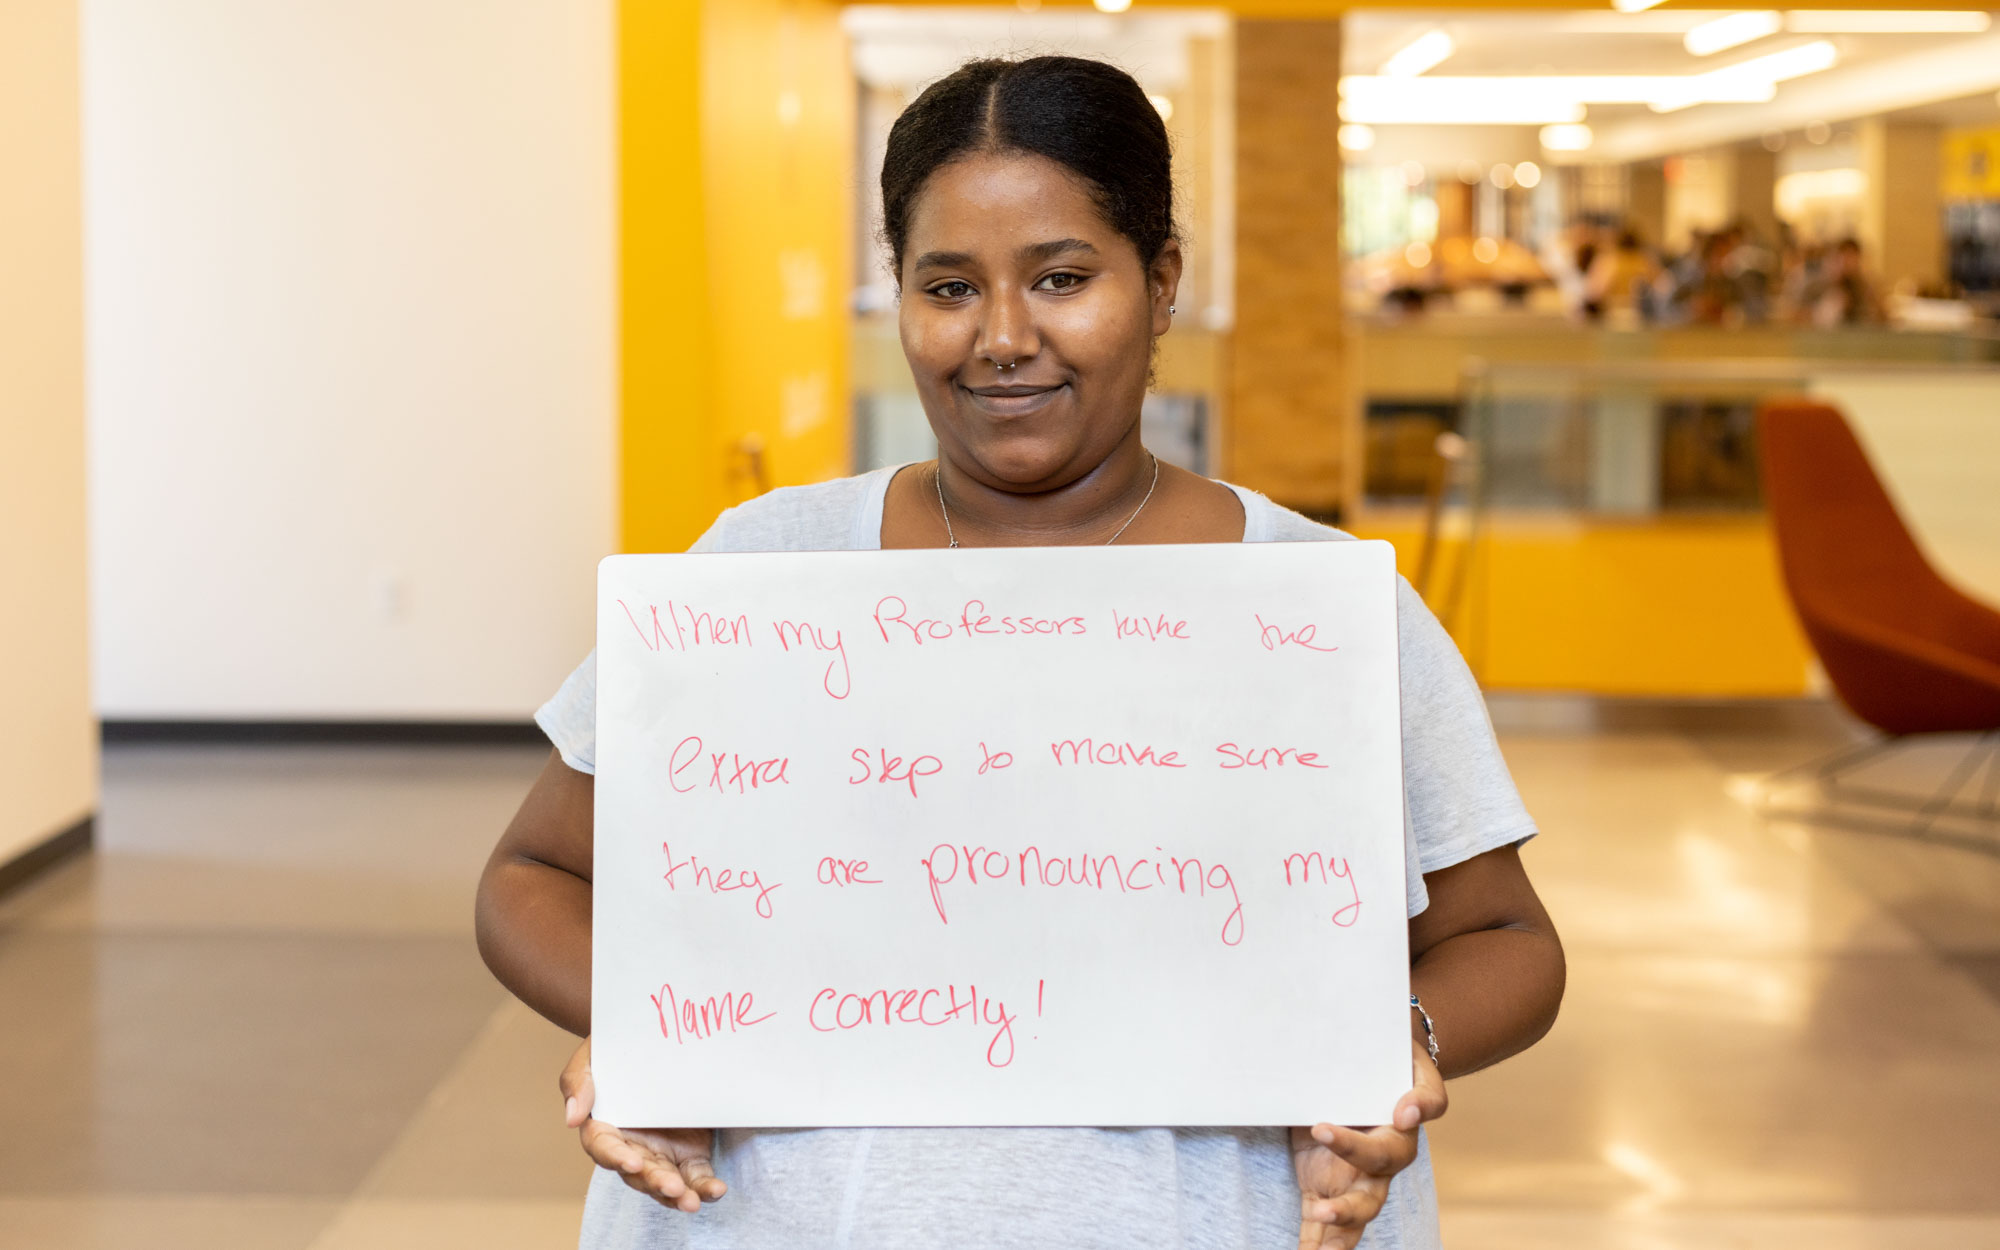 When my Professors take the
extra step to make sure
they are pronouncing my
name correctly!